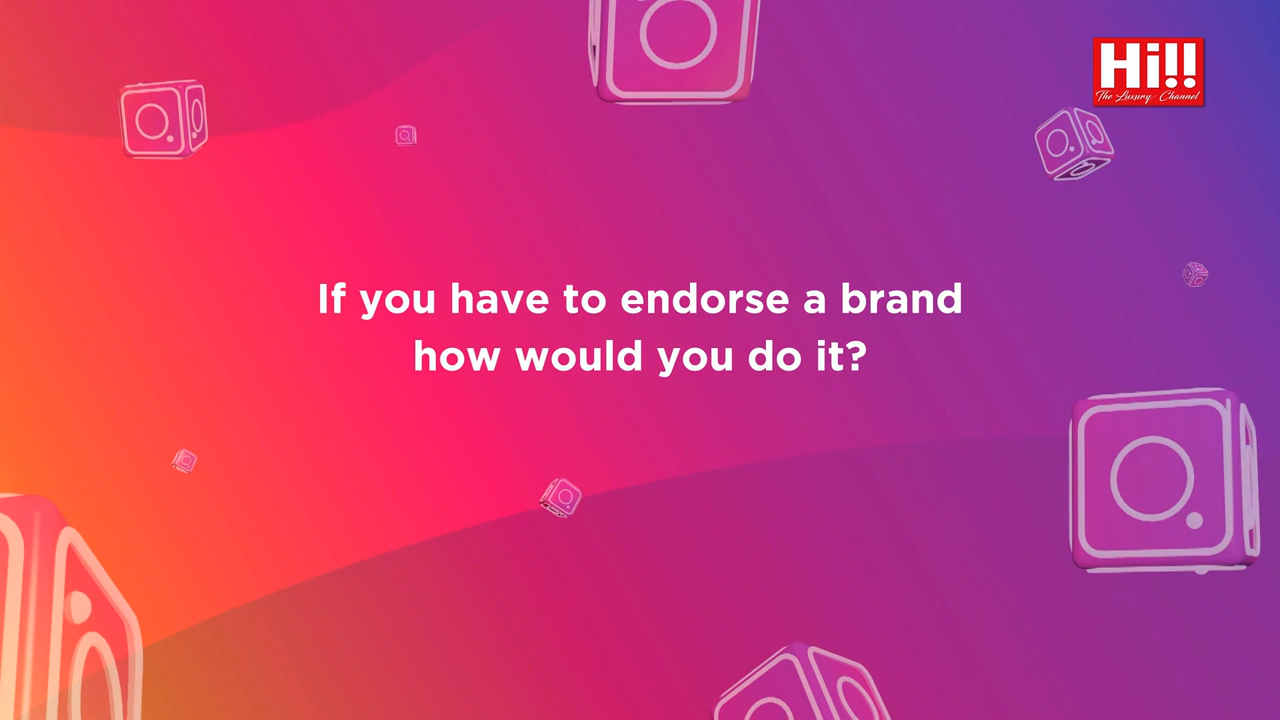 Hi!!
The Luxury Channel
If you have to endorse a brand
how would you do it?